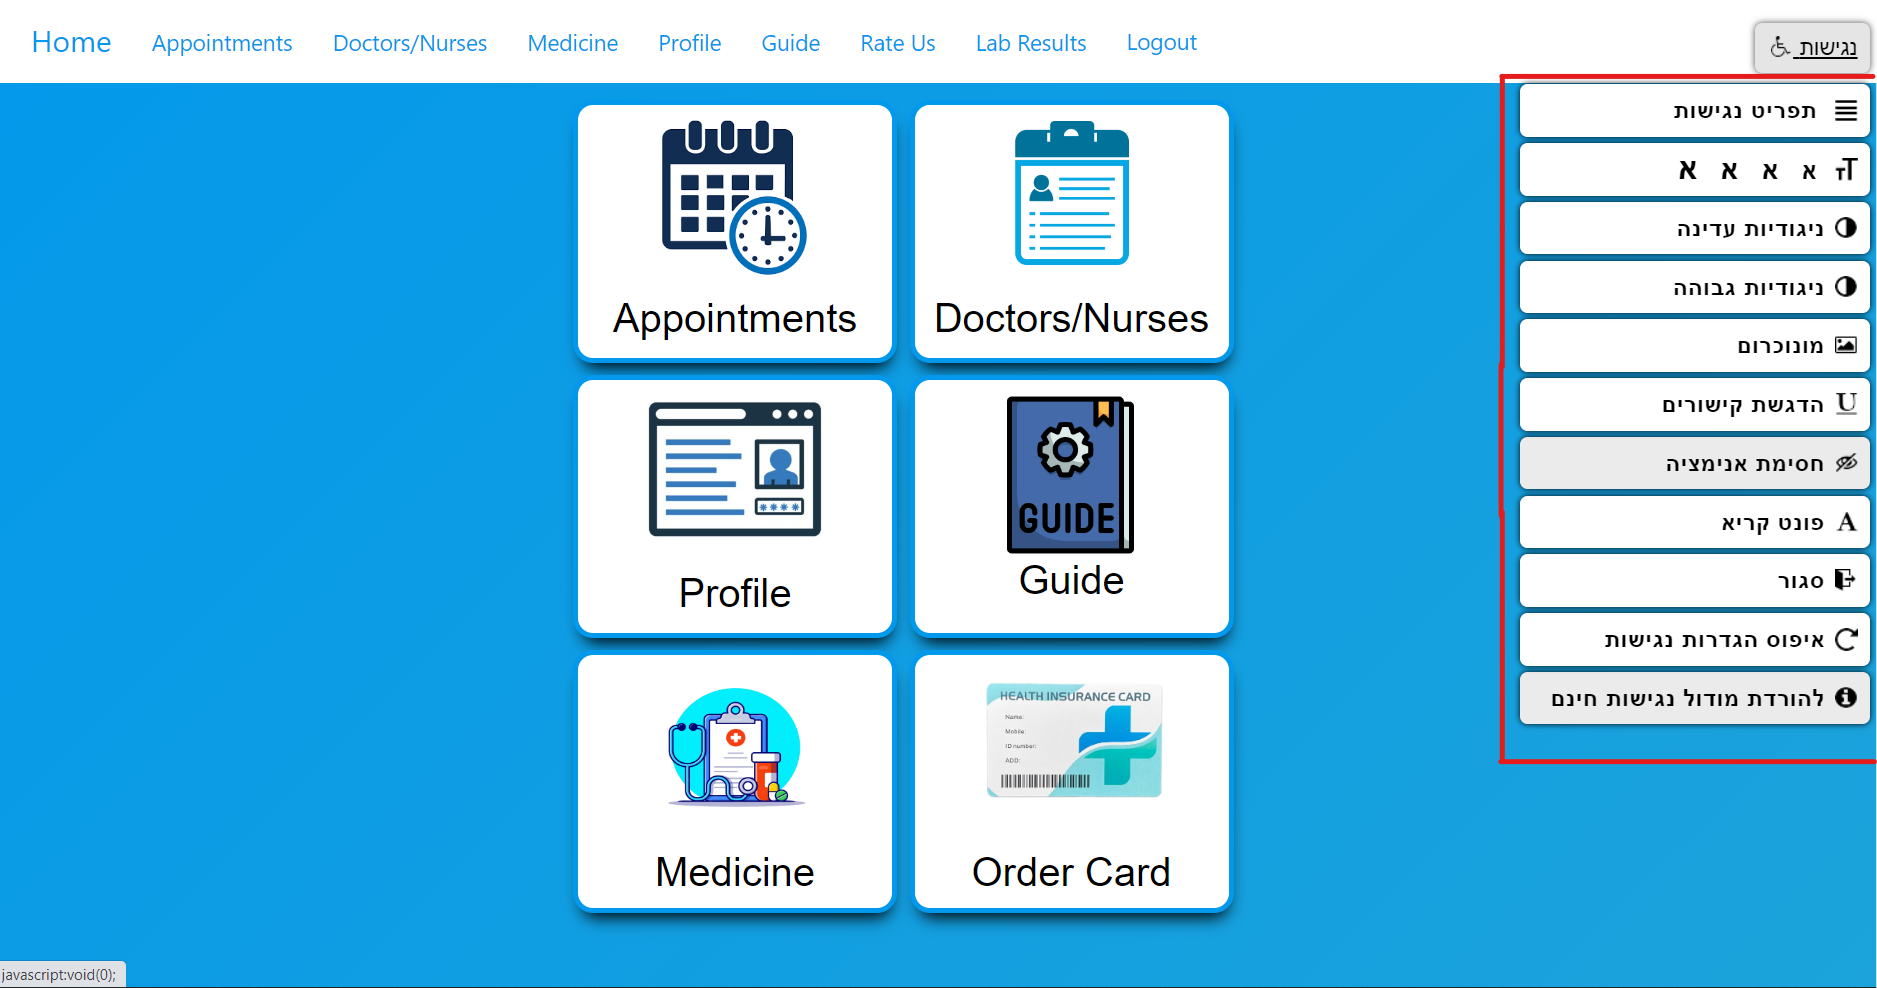 Home Appointments Doctors/Nurses Medicine Profile Guide Rate Us Lab Results Logout נגישות
Appointments
Doctors/Nurses
Profile
GUIDE
Guide
Medicine
HEALTH INSURANCE CARD
Name:
Mobile:
ID number:
ADD:
Order Card
תפריט נגישות
א א א א
ניגודיות עדינה
ניגודיות גבוהה
מונוכרום
הדגשת קישורים
חסימת אנימציה
פונט קריא
סגור
איפוס הגדרות נגישות
להורדת מודול נגישות חינם
javascript:void(0);